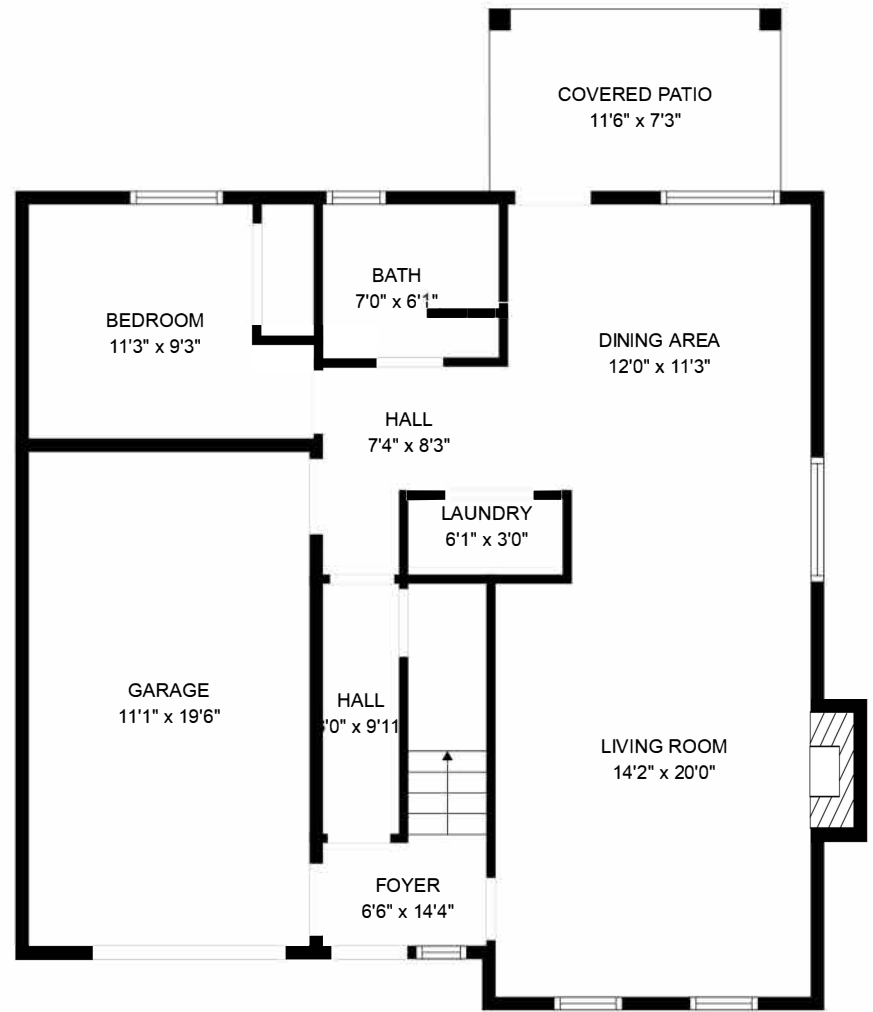 COVERED PATIO
11'6" x 7'3"
BATH
7'0" x 6'1"
BEDROOM
11'3" x 9'3"
DINING AREA
12'0" x 11'3"
HALL
7'4" x 8'3"
LAUNDRY
6'1" x 3'0"
GARAGE
11'1" x 19'6"
HALL
'0" x 9'11
LIVING ROOM
14'2" x 20'0"
FOYER
6'6" x 14'4"